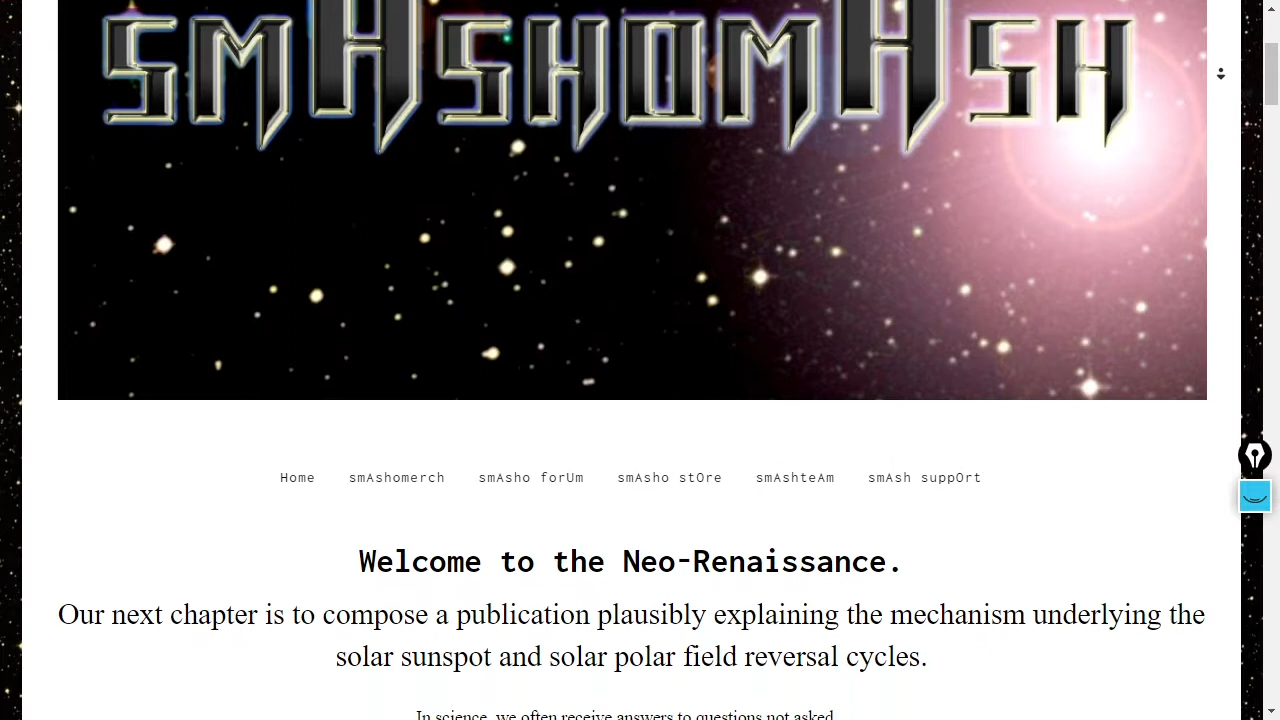 smAshomAsh
Home smAshomerch smAsho forUm smAsho stOre smAshteAm smAsh suppOrt
Welcome to the Neo-Renaissance.
Our next chapter is to compose a publication plausibly explaining the mechanism underlying the
solar sunspot and solar polar field reversal cycles.
In science, we often receive answers to questions not asked.